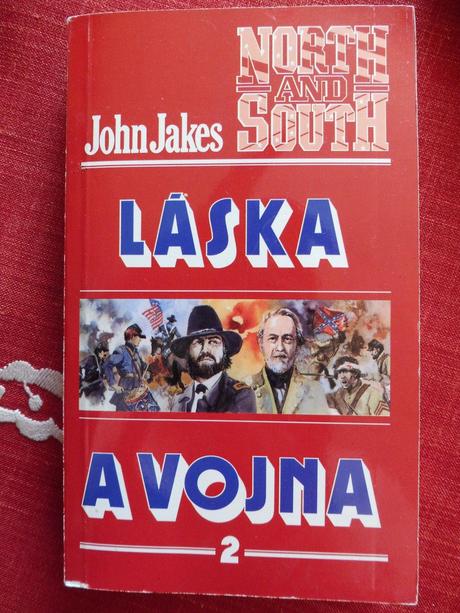 NORTH
AND
SOUTH
John Jakes
LÁSKA
A VOJNA
2